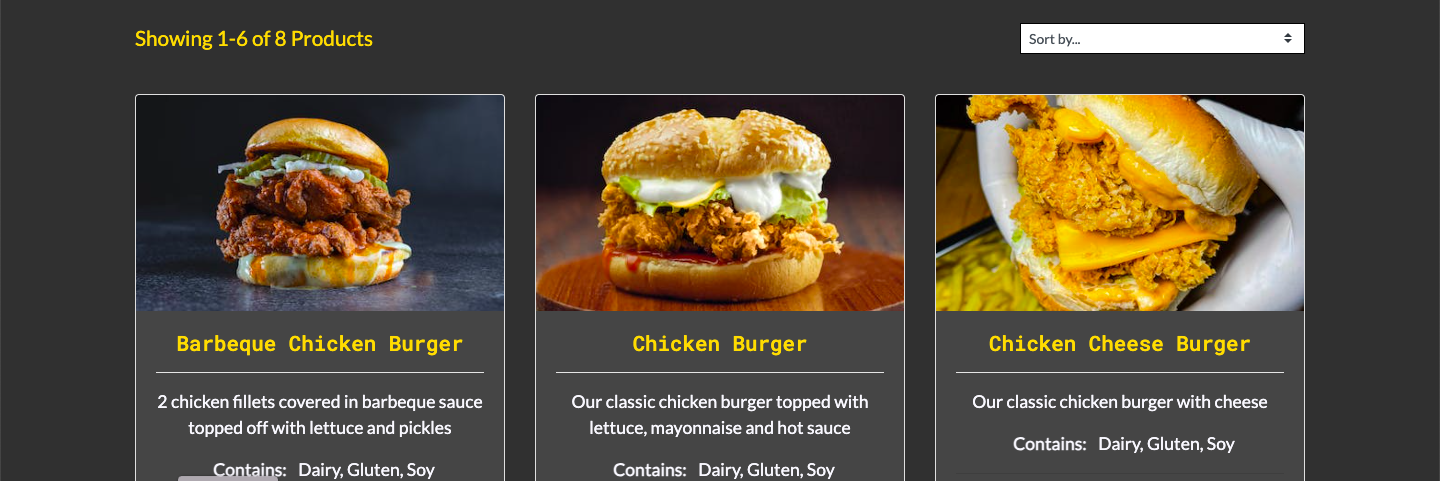 Showing 1-6 of 8 Products
Sort by...
Barbeque Chicken Burger
2 chicken fillets covered in barbeque sauce
topped off with lettuce and pickles
Contains: Dairy, Gluten, Soy
Chicken Burger
Our classic chicken burger topped with
lettuce, mayonnaise and hot sauce
Contains: Dairy, Gluten, Soy
Chicken Cheese Burger
Our classic chicken burger with cheese
Contains: Dairy, Gluten, Soy